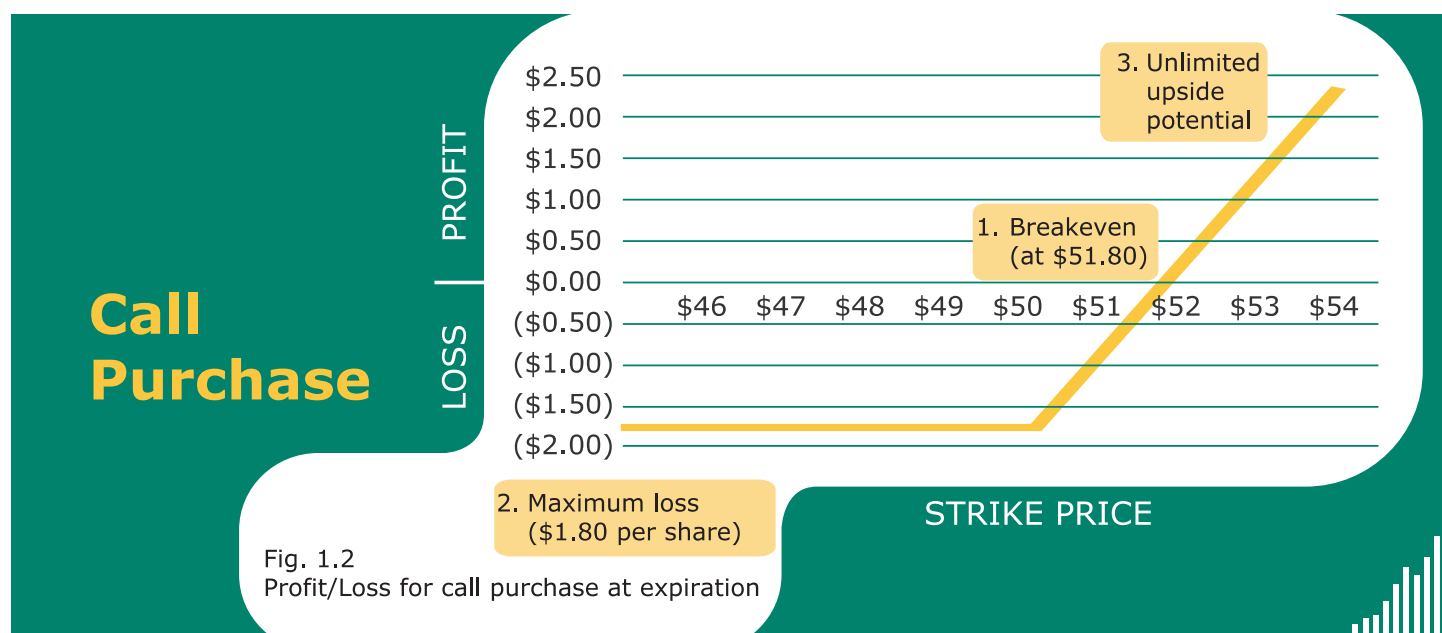 Call
Purchase
PROFIT
LOSS
$2.50
$2.00
$1.50
$1.00
$0.50
$0.00
($0.50)
($1.00)
($1.50)
($2.00)
$46 $47 $48 $49 $50 $51 $52 $53 $54
3. Unlimited
upside
potential
1. Breakeven
(at $51.80)
2. Maximum loss
($1.80 per share)
STRIKE PRICE
Fig. 1.2
Profit/Loss for call purchase at expiration